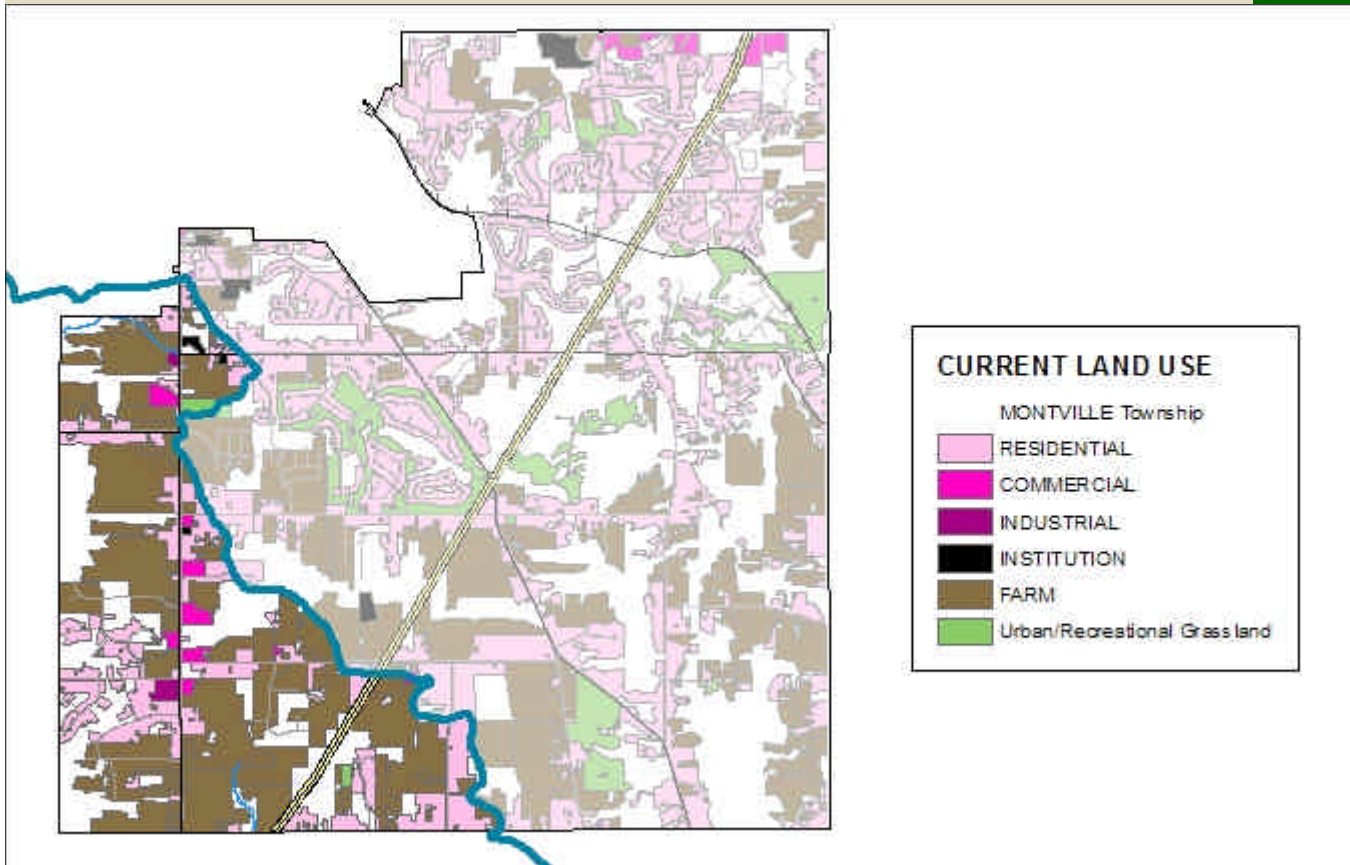 CURRENT LAND USE
MONTVILLE Township
RESIDENTIAL
COMMERCIAL
INDUSTRIAL
INSTITUTION
FARM
Urban/Recreational Grassland